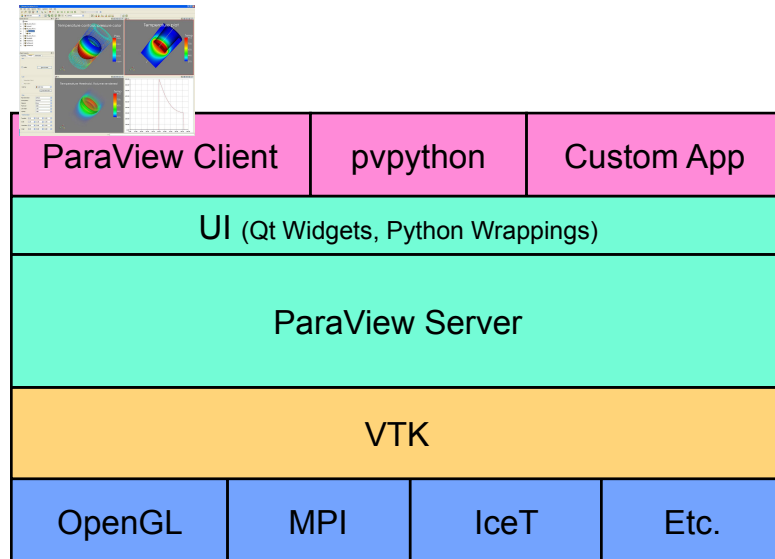 ParaView Client
pvpython
Custom App
UI (Qt Widgets, Python Wrappings)
ParaView Server
VTK
OpenGL
MPI
IceT
Etc.